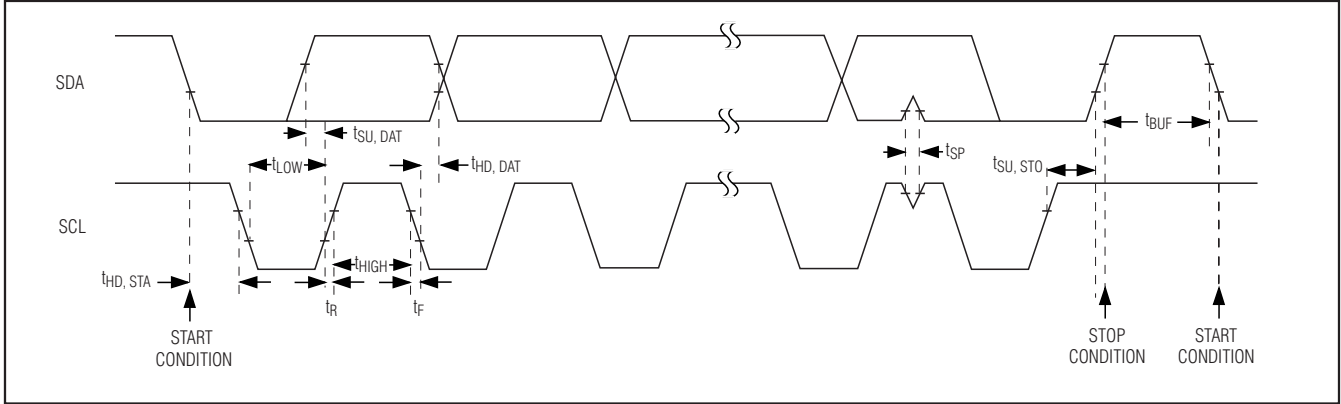 SDA
tSU, DAT
tLOW
tHD, DAT
tSP
tSU, STO
tBUF
SCL
tHD, STA
tHIGH
tR
tF
START
CONDITION
STOP
CONDITION
START
CONDITION